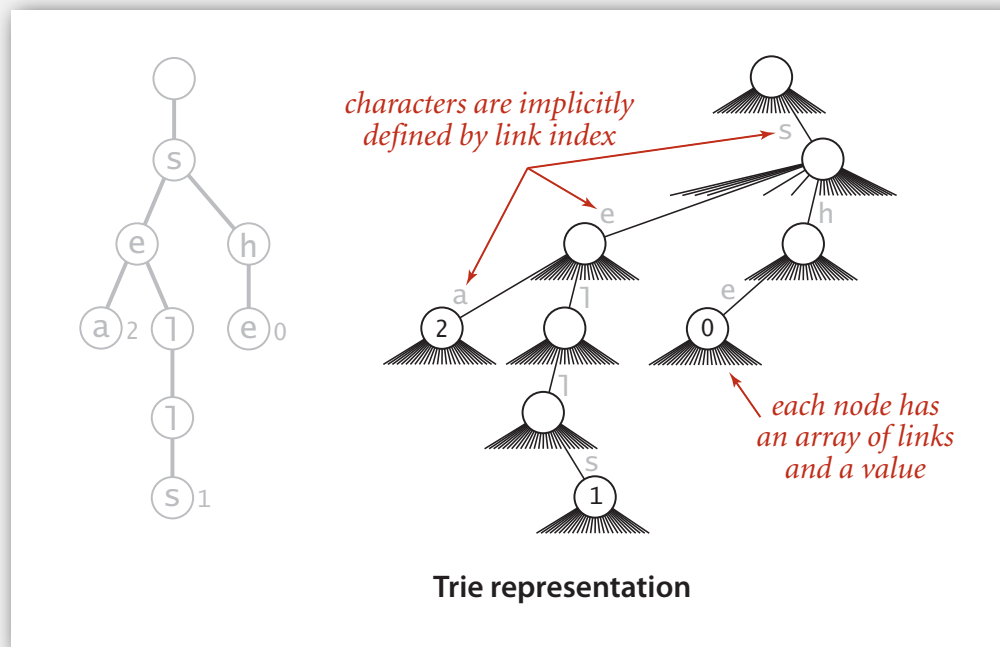 characters are implicitly
defined by link index
s
s
e
h
e
h
a
2
l
e
0
a
l
e
2
0
l
l
each node has
an array of links
and a value
s
s
1
1
Trie representation